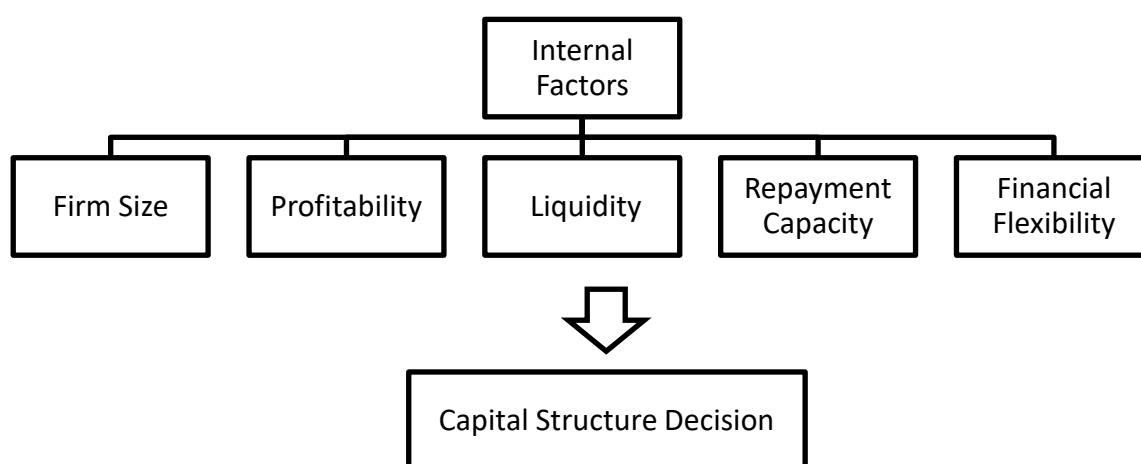 Internal
Factors
Firm Size
Profitability
Liquidity
Repayment
Capacity
Financial
Flexibility
Capital Structure Decision